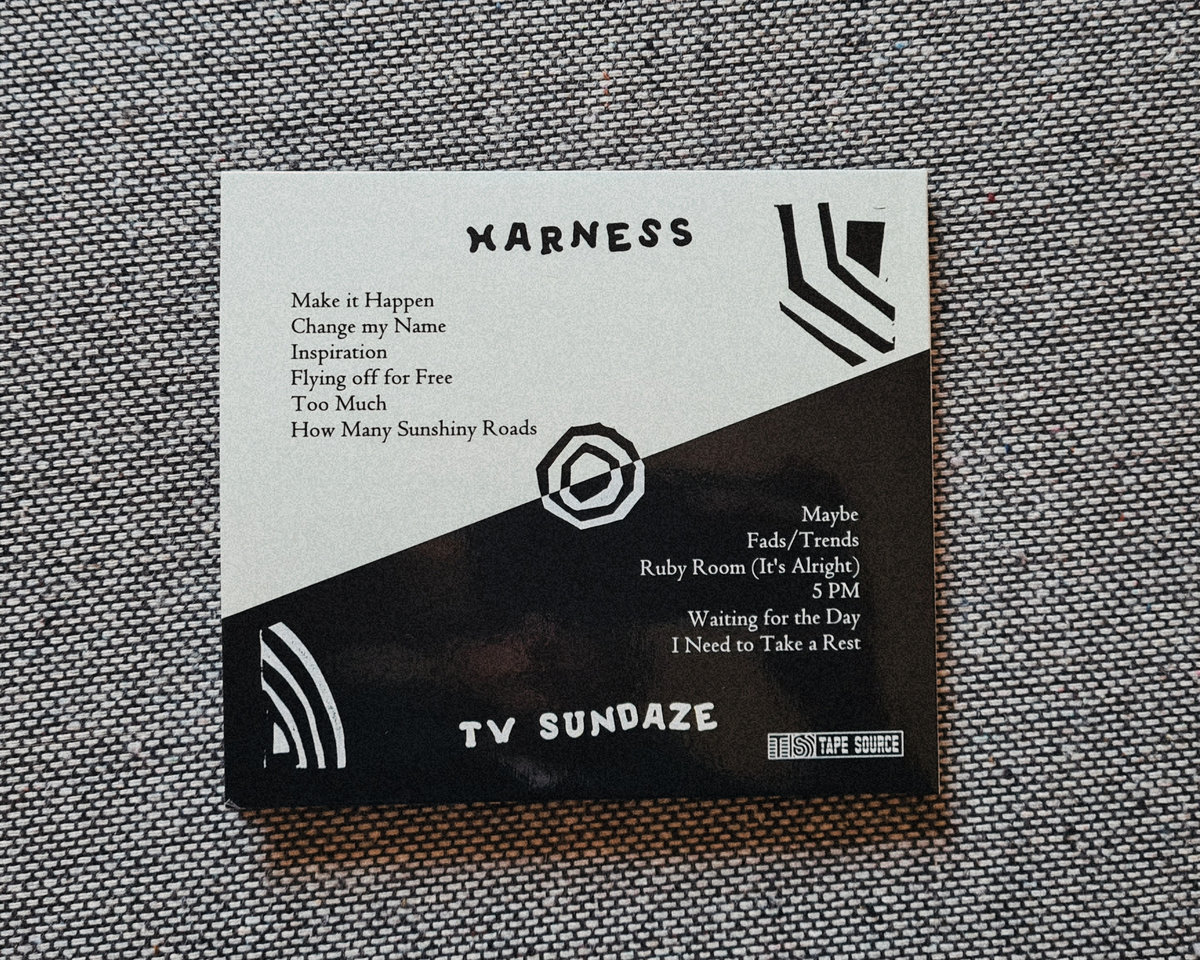 HARNESS
Make it Happen
Change my Name
Inspiration
Flying off for Free
Too Much
How Many Sunshiny Roads
Maybe
Fads/Trends
Ruby Room (It's Alright)
5 PM
Waiting for the Day
I Need to Take a Rest
TV SUNDAZE
TS TAPE SOURCE